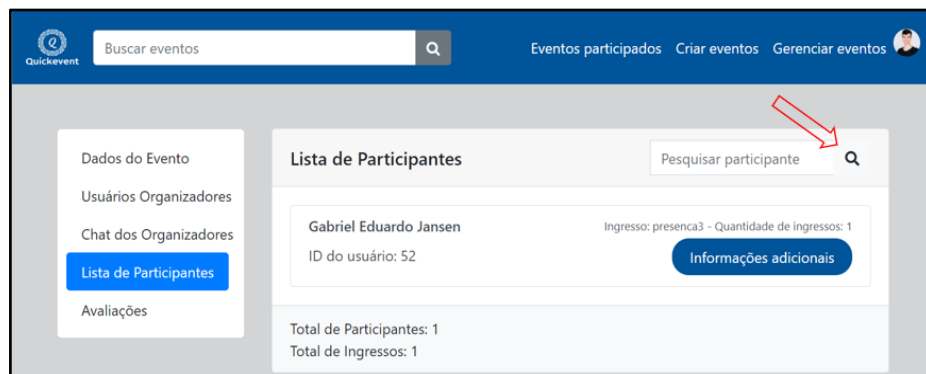 Quickevent
Buscar eventos
Eventos participados Criar eventos Gerenciar eventos
Dados do Evento
Usuários Organizadores
Chat dos Organizadores
Lista de Participantes
Avaliações
Lista de Participantes
Pesquisar participante
Gabriel Eduardo Jansen
Ingresso: presenca3 - Quantidade de ingressos: 1
ID do usuário: 52
Informações adicionais
Total de Participantes: 1
Total de Ingressos: 1